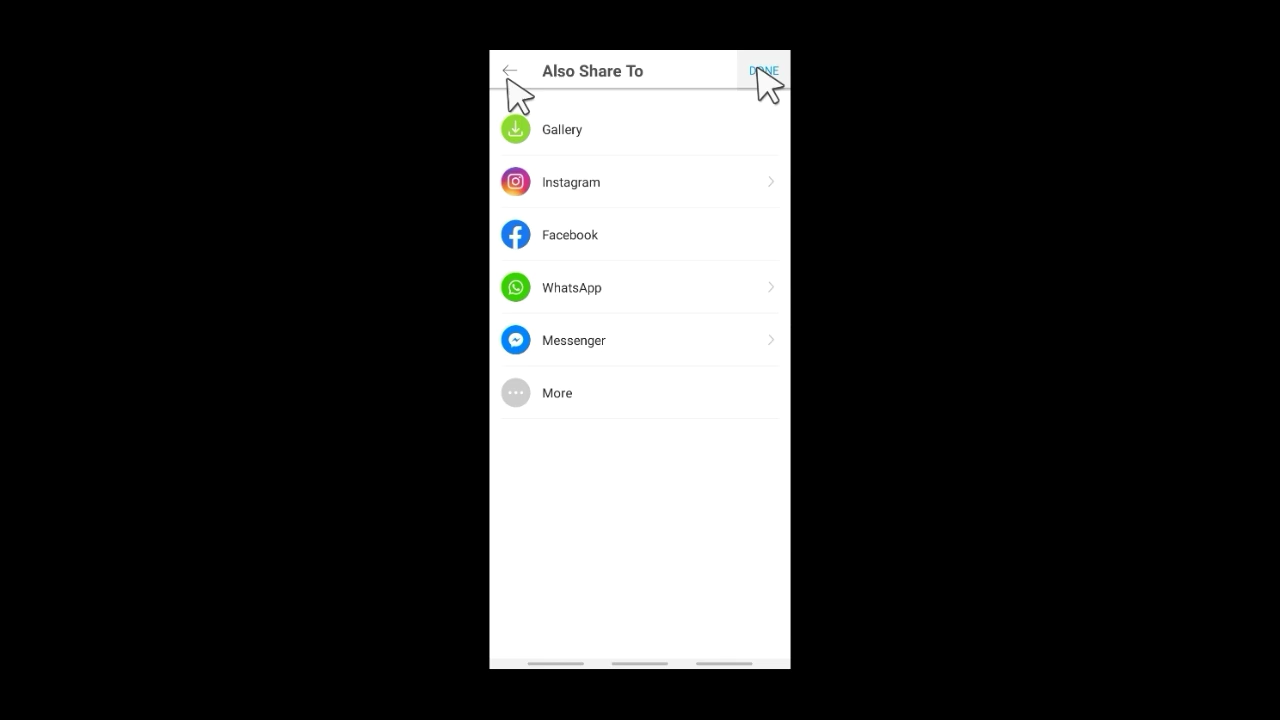 Also Share To
DONE
Gallery
Instagram
Facebook
WhatsApp
Messenger
More